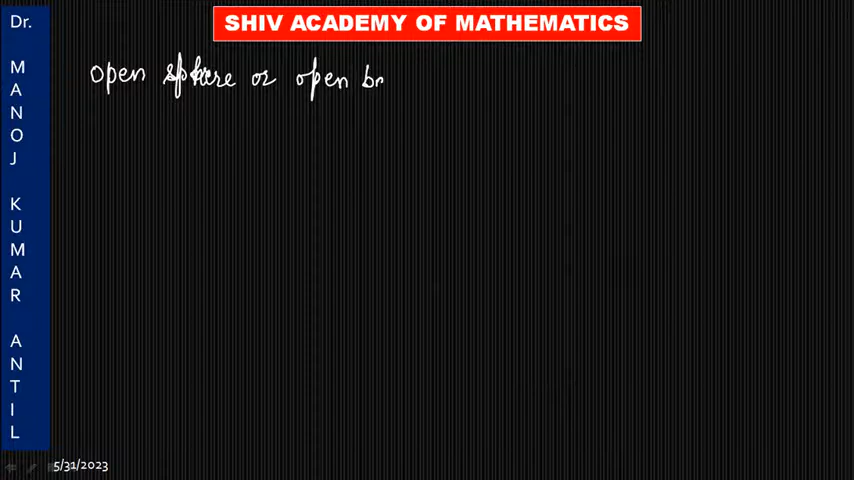 SHIV ACADEMY OF MATHEMATICS
Dr.
M
A
N
O
J
K
U
M
A
R
A
N
T
I
L
open sphere or open
5/31/2023